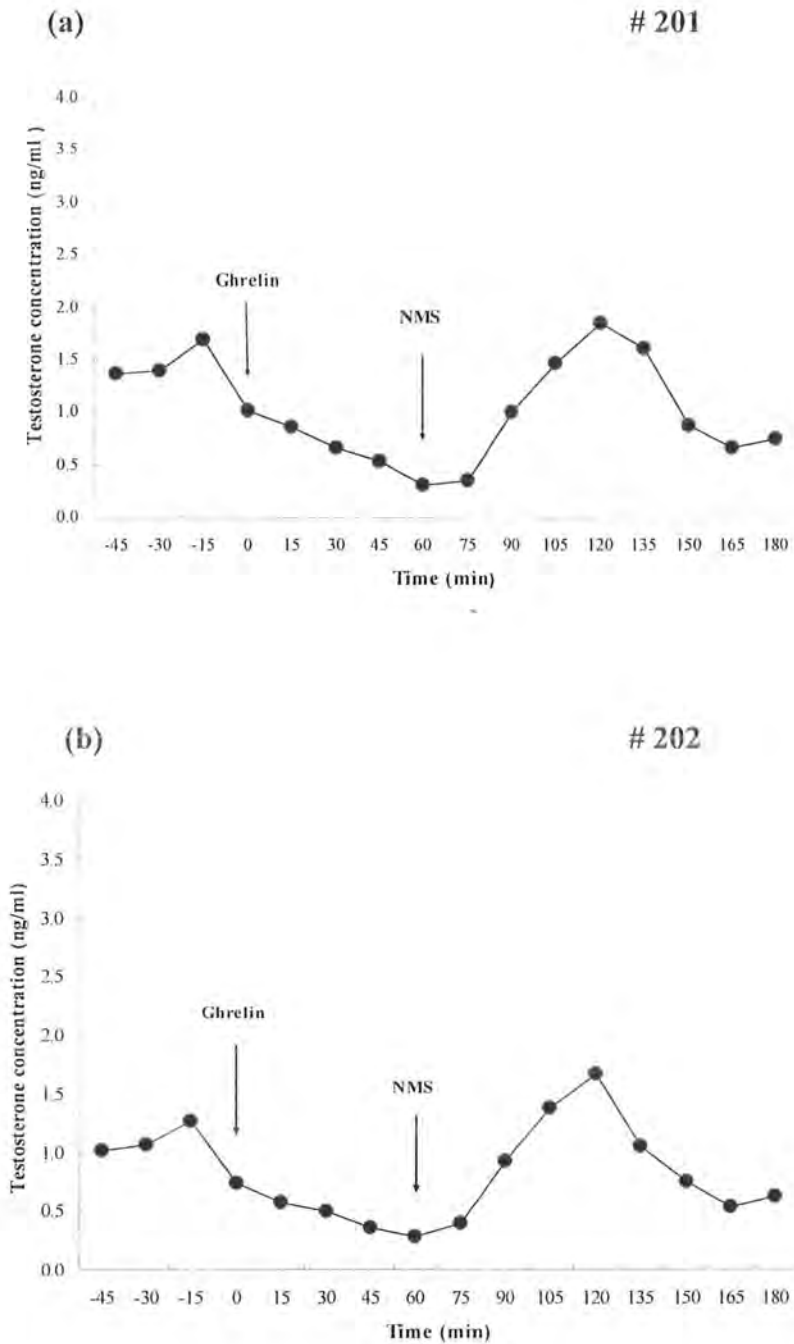 (a) # 201
4.0
3.5
3.0
2.5
2.0
1.5
1.0
0.5
0.0
Testosterone concentration (ng/ml)
Ghrelin
NMS
-45 -30 -15 0 15 30 45 60 75 90 105 120 135 150 165 180
Time (min)
(b) # 202
4.0
3.5
3.0
2.5
2.0
1.5
1.0
0.5
0.0
Testosterone concentration (ng/ml)
Ghrelin
NMS
-45 -30 -15 0 15 30 45 60 75 90 105 120 135 150 165 180
Time (min)